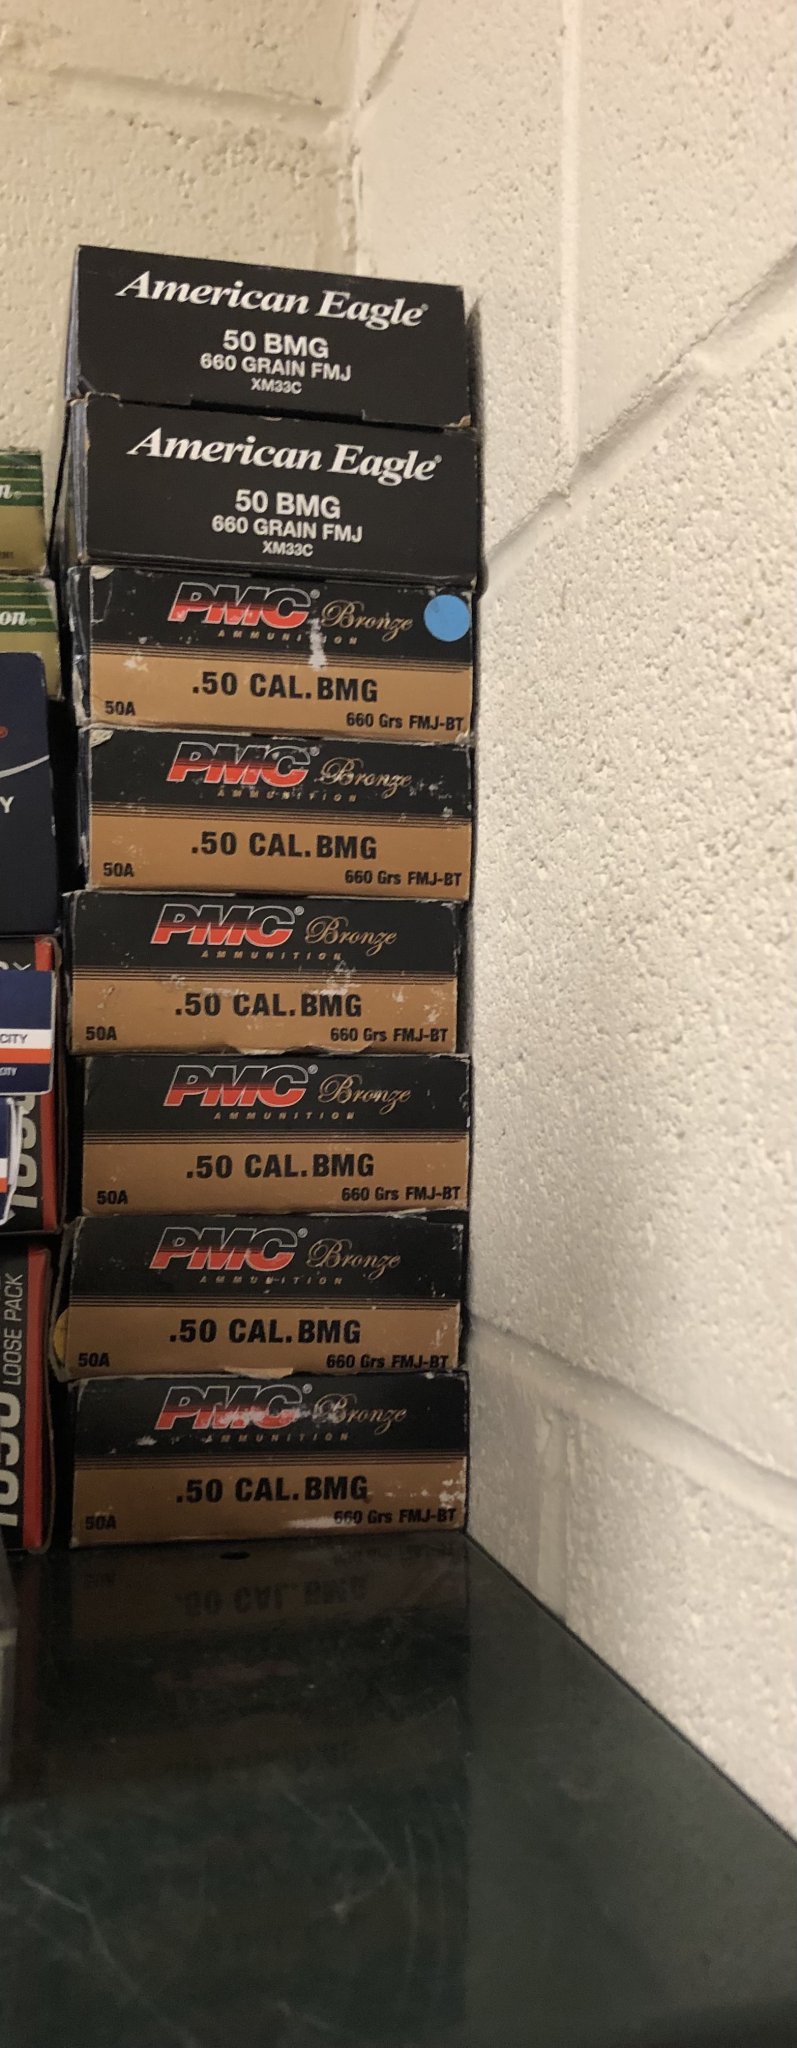 American Eagle®
50 BMG
660 GRAIN FMJ
XM33C
American Eagle®
50 BMG
660 GRAIN FMJ
XM33C
PMC® Bronze
AMMUNITION
.50 CAL. BMG
50A 660 Grs FMJ-BT
PMC® Bronze
AMMUNITION
.50 CAL. BMG
50A 660 Grs FMJ-BT
PMC® Bronze
AMMUNITION
.50 CAL. BMG
50A 660 Grs FMJ-BT
PMC® Bronze
AMMUNITION
.50 CAL. BMG
50A 660 Grs FMJ-BT
PMC® Bronze
AMMUNITION
.50 CAL. BMG
50A 660 Grs FMJ-BT
PMC® Bronze
AMMUNITION
.50 CAL. BMG
50A 660 Grs FMJ-BT
LOOSE PACK